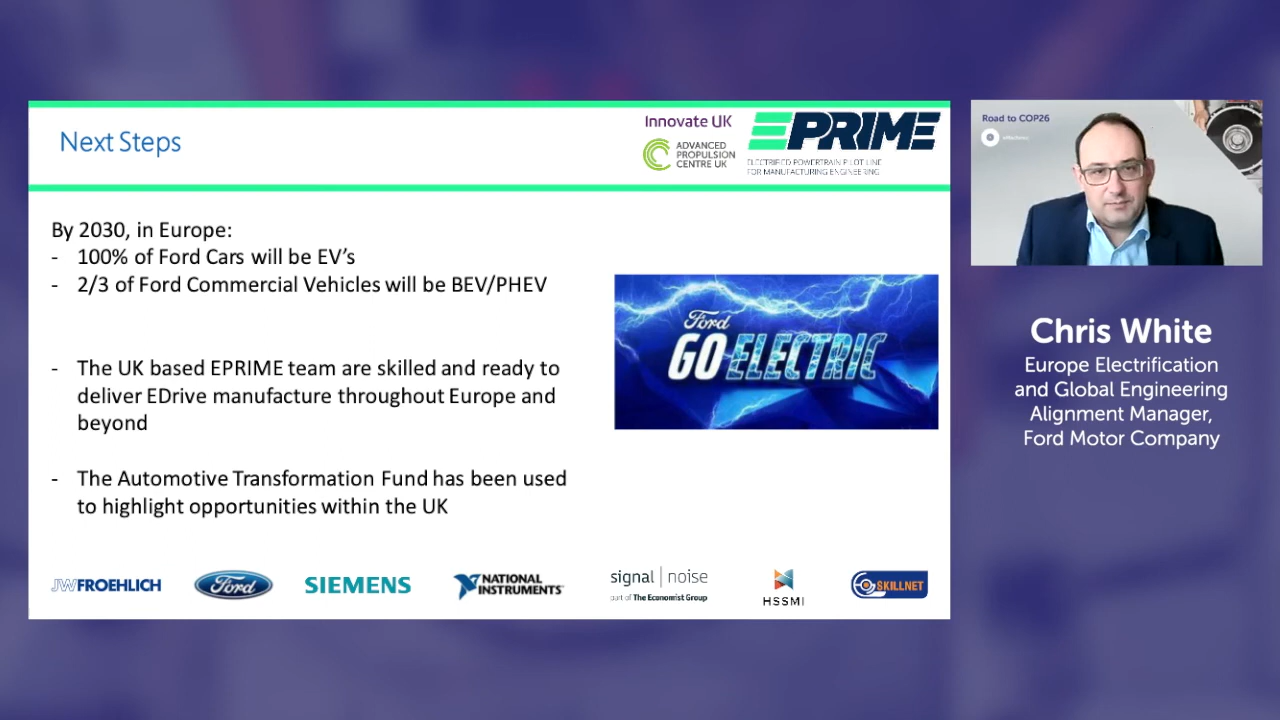 Next Steps
Innovate UK
ADVANCED
PROPULSION
CENTRE UK
EPRIME
ELECTRIFIED POWERTRAIN PILOT LINE
FOR MANUFACTURING ENGINEERING
By 2030, in Europe:
- 100% of Ford Cars will be EV's
- 2/3 of Ford Commercial Vehicles will be BEV/PHEV
- The UK based EPRIME team are skilled and ready to
deliver EDrive manufacture throughout Europe and
beyond
- The Automotive Transformation Fund has been used
to highlight opportunities within the UK
Ford
GO ELECTRIC
JWFROEHLICH
Ford
SIEMENS
NATIONAL
INSTRUMENTS
signal | noise
part of The Economist Group
HSSMI
SKILLNET
Road to COP26
Chris White
Europe Electrification
and Global Engineering
Alignment Manager,
Ford Motor Company